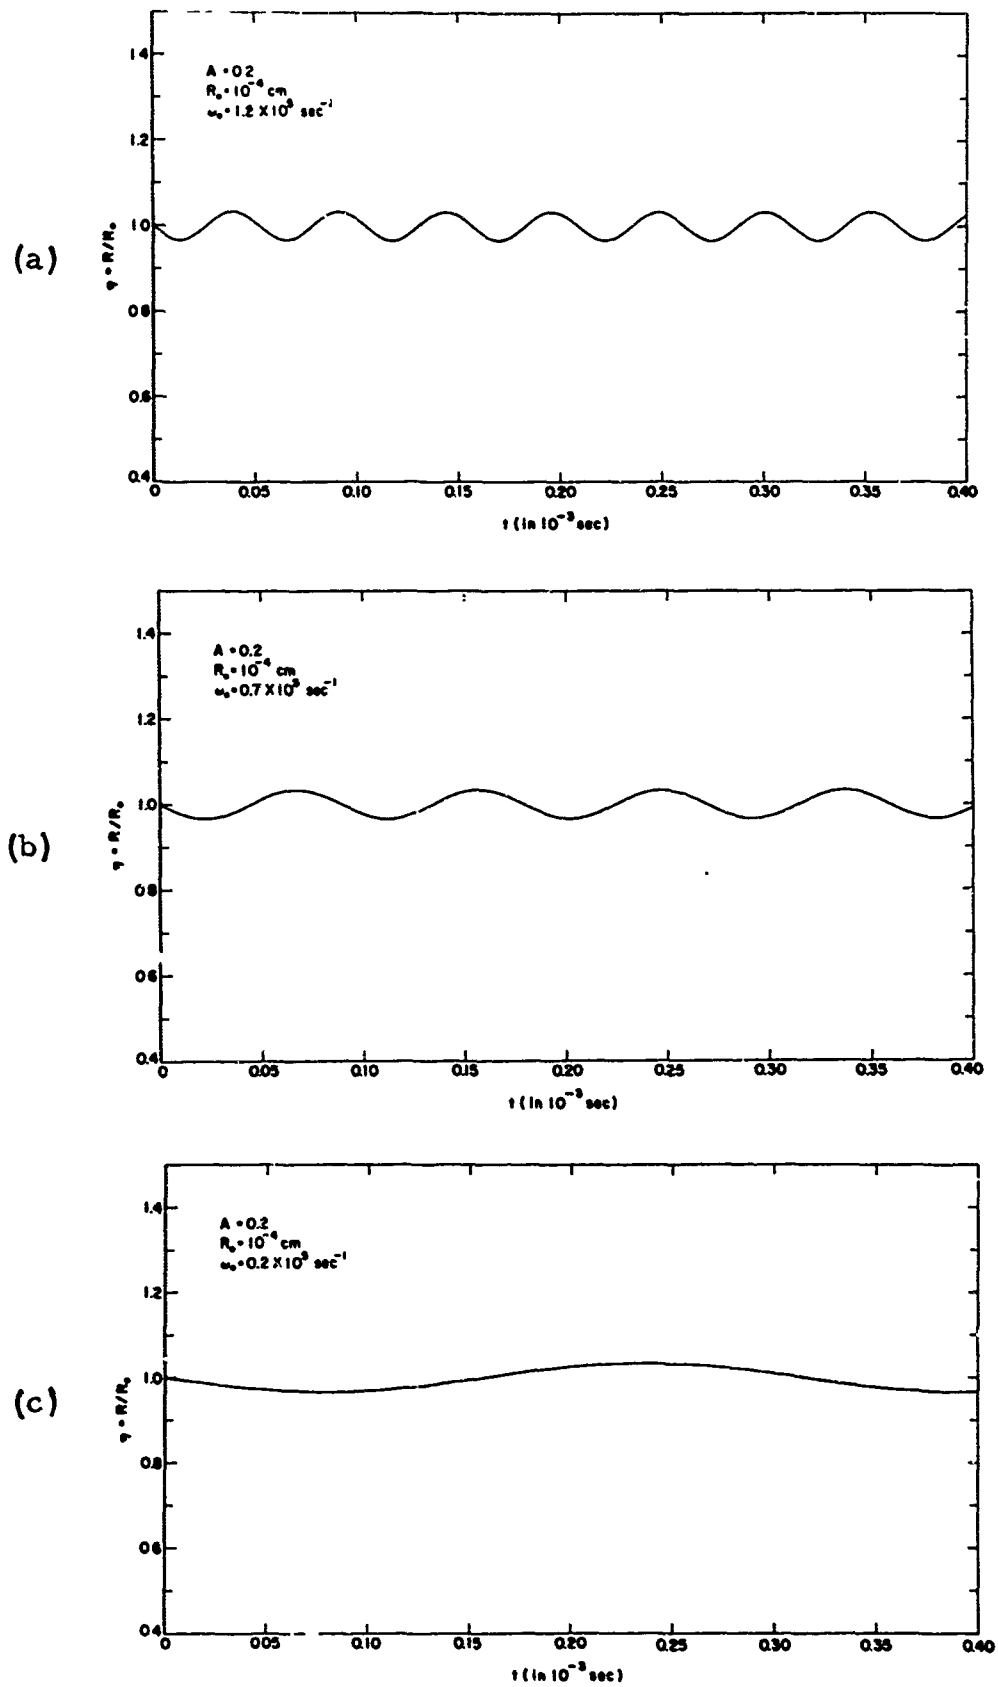 (a)
A = 0.2
R₀ = 10⁻⁴ cm
ω₀ = 1.2 X 10⁵ sec⁻¹
η = R/R₀
1.4
1.2
1.0
0.8
0.6
0.4
0 0.05 0.10 0.15 0.20 0.25 0.30 0.35 0.40
t (in 10⁻³ sec)
(b)
A = 0.2
R₀ = 10⁻⁴ cm
ω₀ = 0.7 X 10⁵ sec⁻¹
η = R/R₀
1.4
1.2
1.0
0.8
0.6
0.4
0 0.05 0.10 0.15 0.20 0.25 0.30 0.35 0.40
t (in 10⁻³ sec)
(c)
A = 0.2
R₀ = 10⁻⁴ cm
ω₀ = 0.2 X 10⁵ sec⁻¹
η = R/R₀
1.4
1.2
1.0
0.8
0.6
0.4
0 0.05 0.10 0.15 0.20 0.25 0.30 0.35 0.40
t (in 10⁻³ sec)